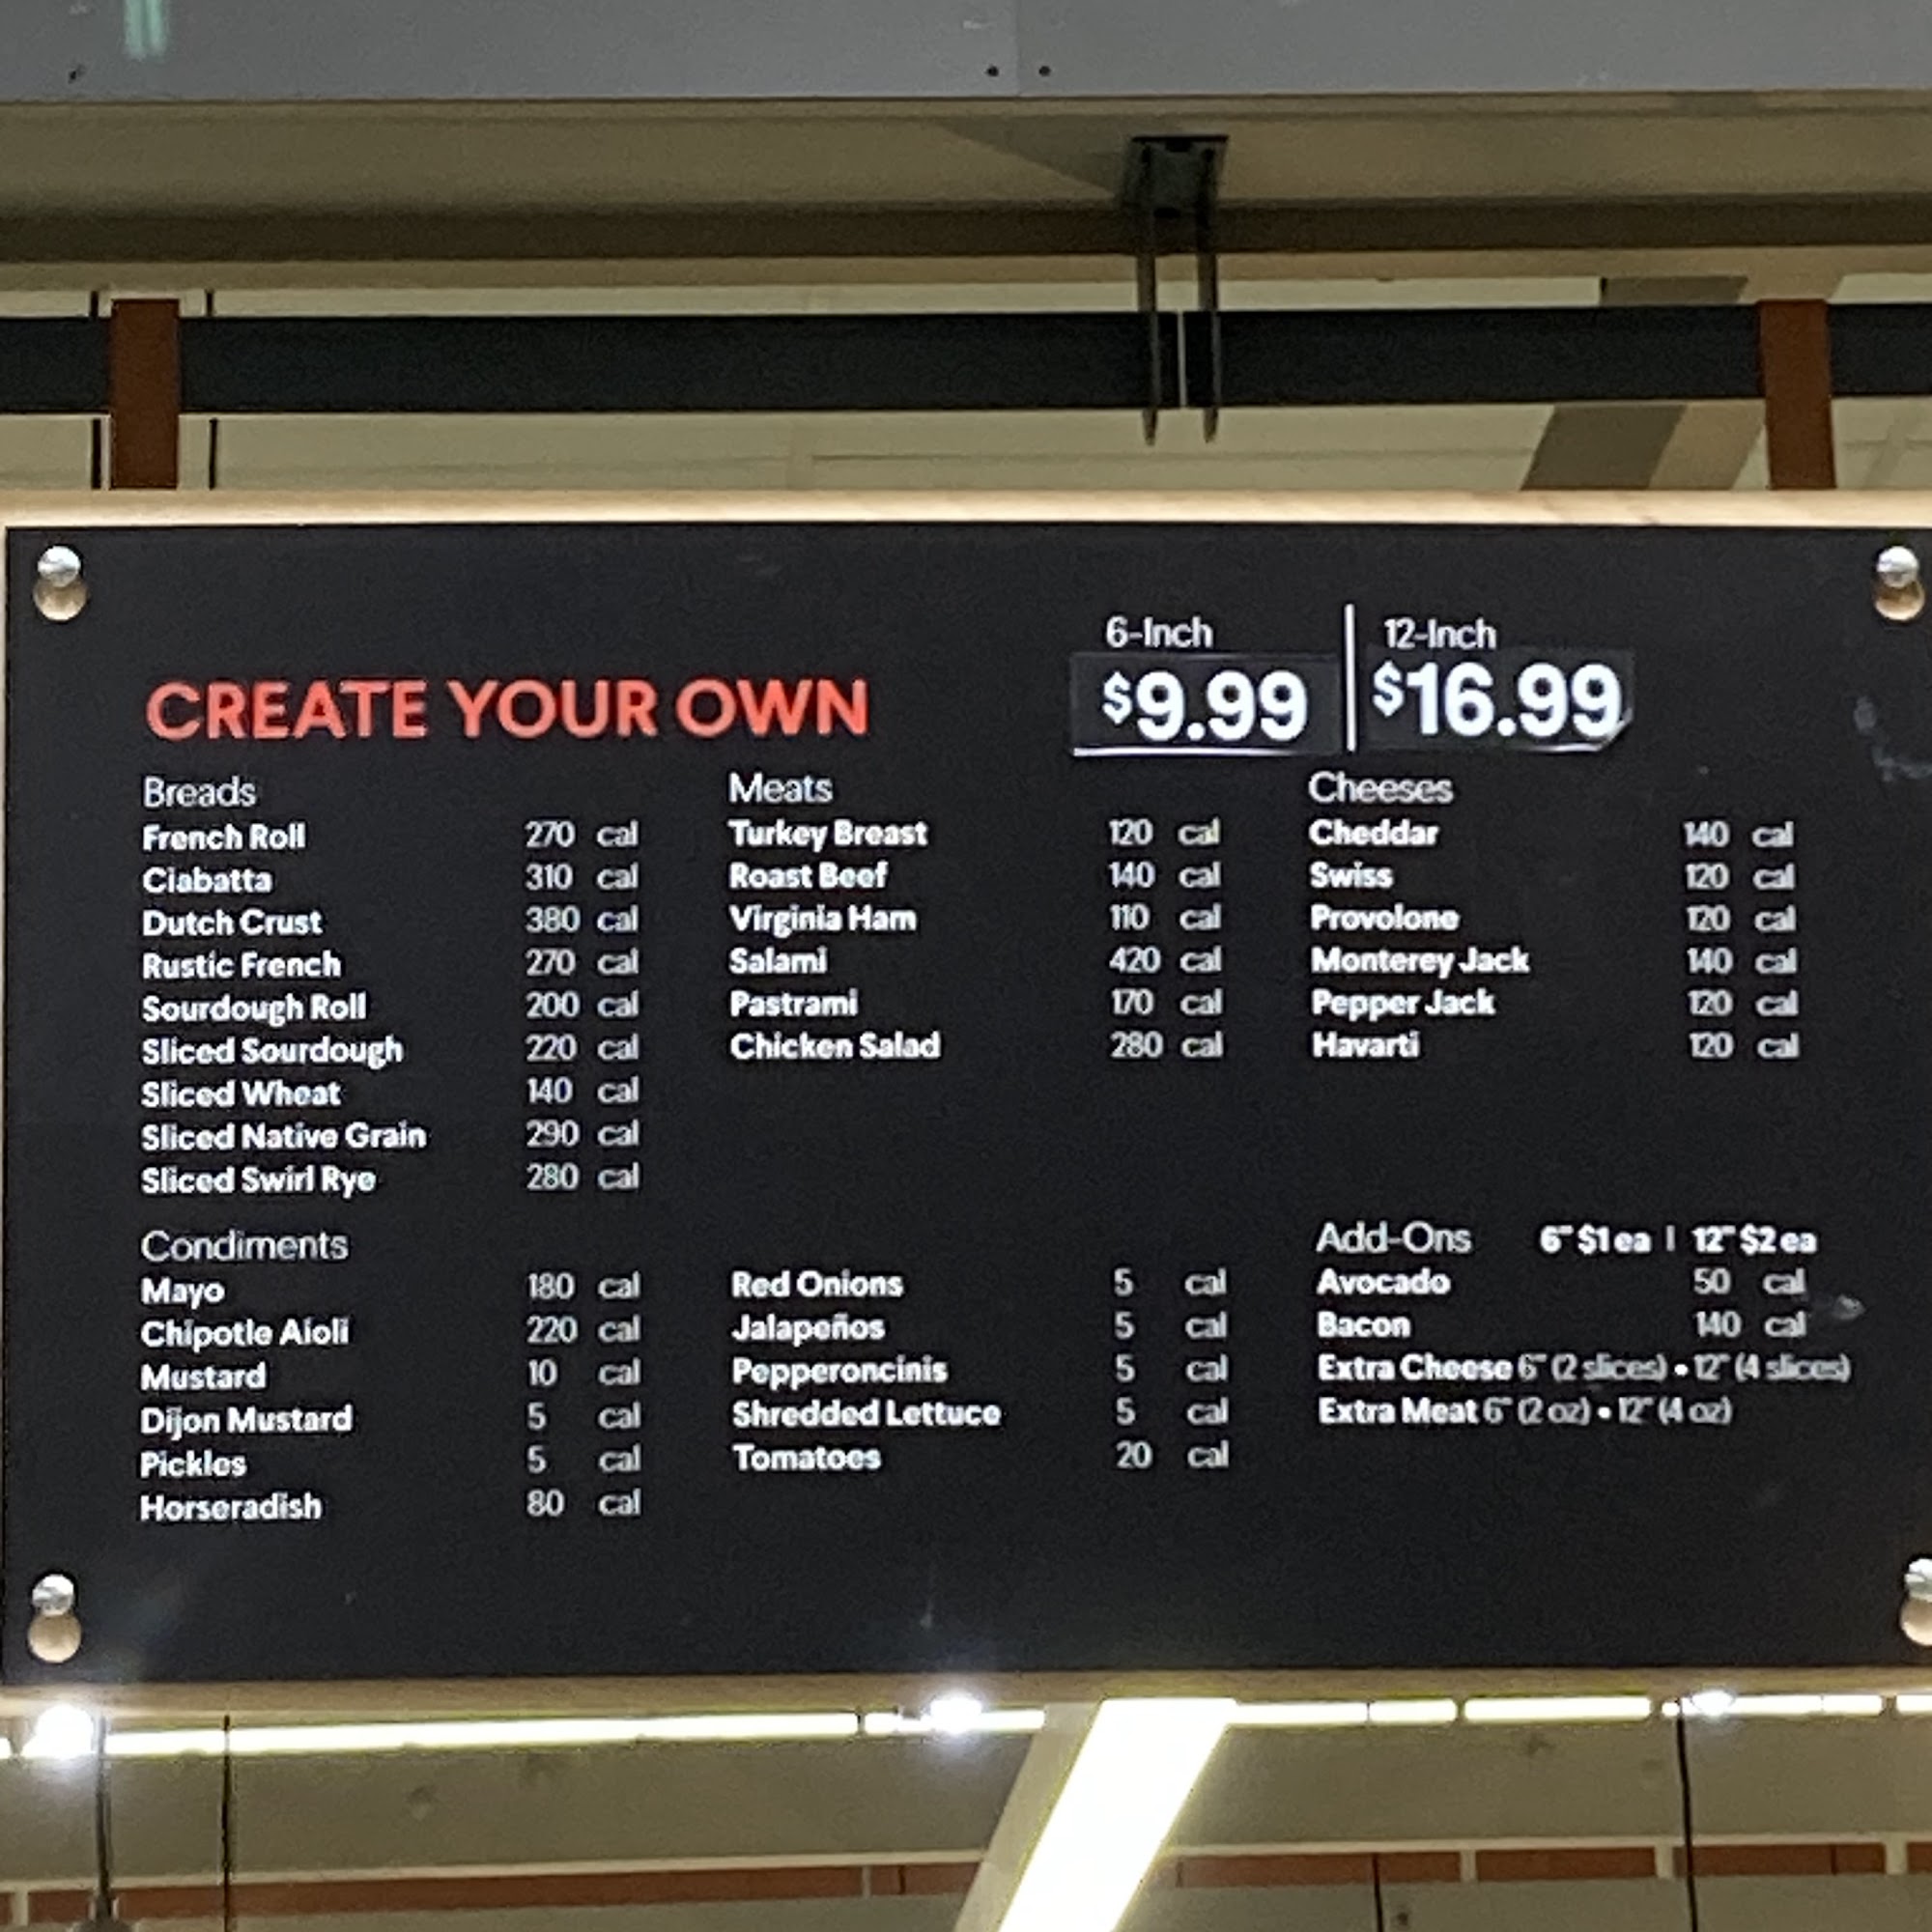 6-Inch | 12-Inch
CREATE YOUR OWN $9.99 | $16.99
Breads
French Roll 270 cal
Ciabatta 310 cal
Dutch Crust 380 cal
Rustic French 270 cal
Sourdough Roll 200 cal
Sliced Sourdough 220 cal
Sliced Wheat 140 cal
Sliced Native Grain 290 cal
Sliced Swirl Rye 280 cal
Meats
Turkey Breast 120 cal
Roast Beef 140 cal
Virginia Ham 110 cal
Salami 420 cal
Pastrami 170 cal
Chicken Salad 280 cal
Cheeses
Cheddar 140 cal
Swiss 120 cal
Provolone 120 cal
Monterey Jack 140 cal
Pepper Jack 120 cal
Havarti 120 cal
Condiments
Mayo 180 cal
Chipotle Aioli 220 cal
Mustard 10 cal
Dijon Mustard 5 cal
Pickles 5 cal
Horseradish 80 cal
Red Onions 5 cal
Jalapeños 5 cal
Pepperoncinis 5 cal
Shredded Lettuce 5 cal
Tomatoes 20 cal
Add-Ons 6" $1 ea | 12" $2 ea
Avocado 50 cal
Bacon 140 cal
Extra Cheese 6" (2 slices) • 12" (4 slices)
Extra Meat 6" (2 oz) • 12" (4 oz)